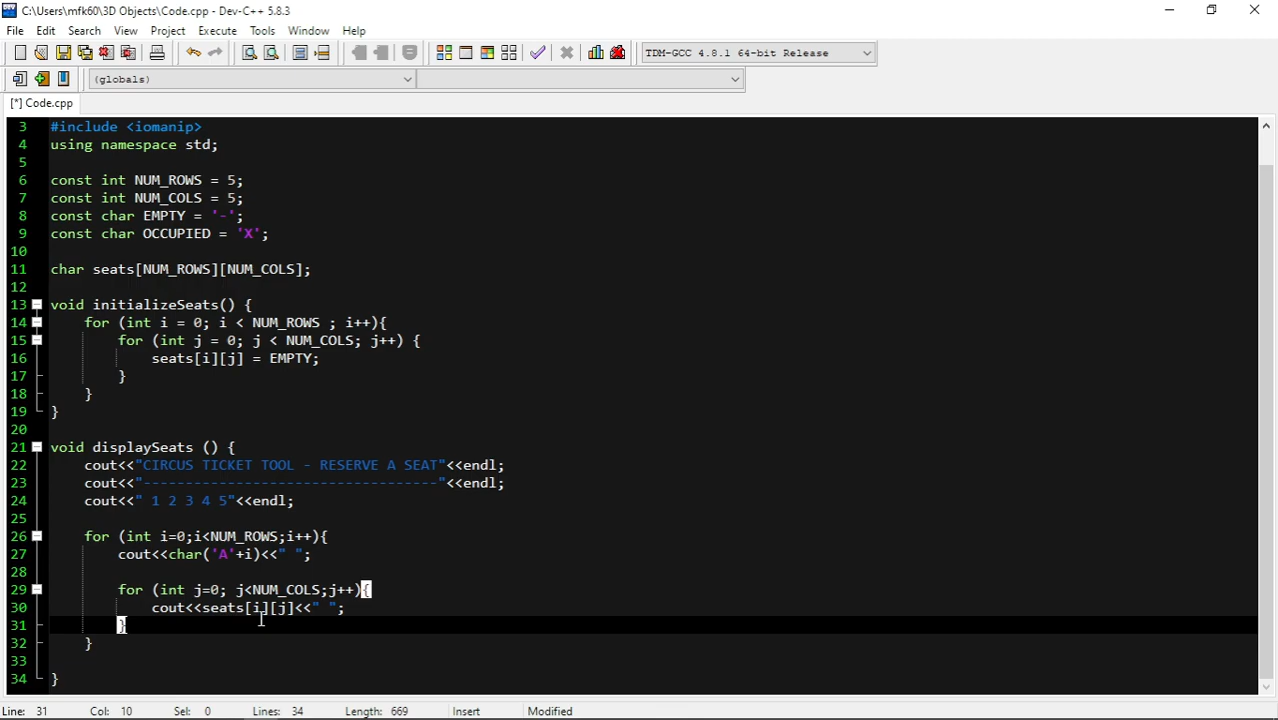 C:\Users\mfk60\3D Objects\Code.cpp - Dev-C++ 5.8.3
File Edit Search View Project Execute Tools Window Help
TDM-GCC 4.8.1 64-bit Release
(globals)
[*] Code.cpp
3 #include <iomanip>
4 using namespace std;
5
6 const int NUM_ROWS = 5;
7 const int NUM_COLS = 5;
8 const char EMPTY = '-';
9 const char OCCUPIED = 'X';
10
11 char seats[NUM_ROWS][NUM_COLS];
12
13 void initializeSeats() {
14 for (int i = 0; i < NUM_ROWS ; i++){
15 for (int j = 0; j < NUM_COLS; j++) {
16 seats[i][j] = EMPTY;
17 }
18 }
19 }
20
21 void displaySeats () {
22 cout<<"CIRCUS TICKET TOOL - RESERVE A SEAT"<<endl;
23 cout<<"-----------------------------------"<<endl;
24 cout<<" 1 2 3 4 5"<<endl;
25
26 for (int i=0;i<NUM_ROWS;i++){
27 cout<<char('A'+i)<<" ";
28
29 for (int j=0; j<NUM_COLS;j++){
30 cout<<seats[i][j]<<" ";
31 }
32 }
33
34 }
Line: 31 Col: 10 Sel: 0 Lines: 34 Length: 669 Insert Modified